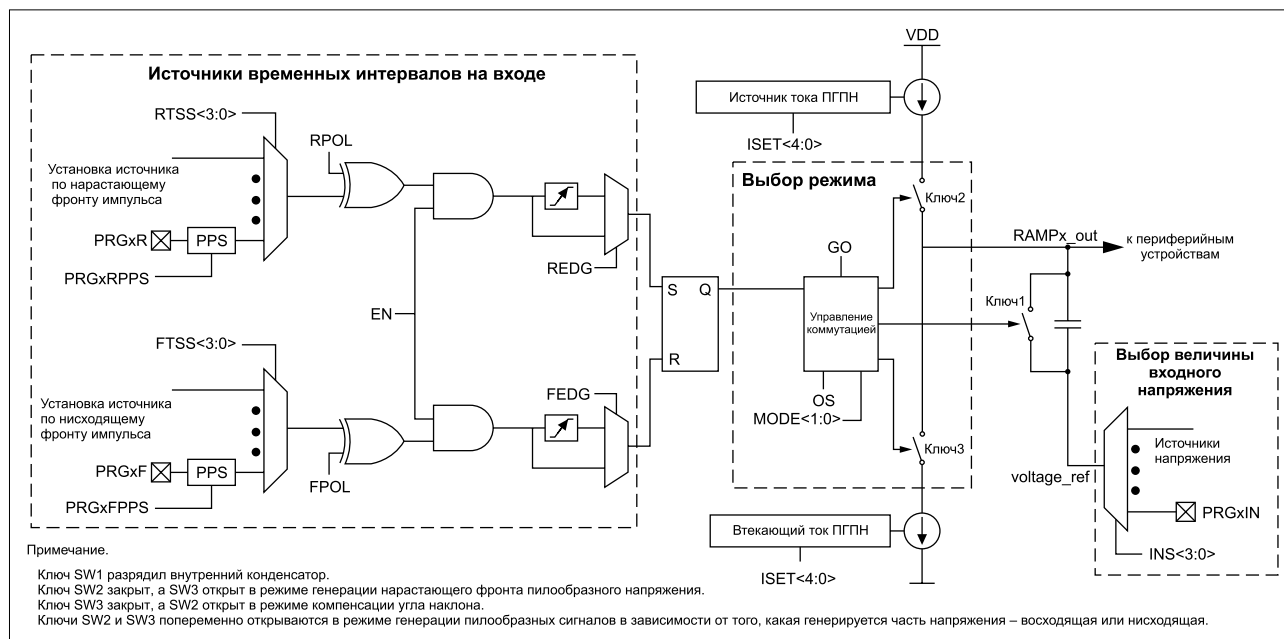 Источники временных интервалов на входе
RTSS<3:0>
Установка источника
по нарастающему
фронту импульса
PRGxR
PPS
PRGxRPPS
RPOL
REDG
EN
FTSS<3:0>
Установка источника
по нисходящему
фронту импульса
PRGxF
PPS
PRGxFPPS
FPOL
FEDG
S
Q
R
VDD
Источник тока ПГПН
ISET<4:0>
Выбор режима
Ключ2
GO
Управление
коммутацией
OS
MODE<1:0>
Ключ3
Втекающий ток ПГПН
ISET<4:0>
RAMPx_out
к периферийным
устройствам
Ключ1
Выбор величины
входного
напряжения
Источники
напряжения
voltage_ref
PRGxIN
INS<3:0>
Примечание.
Ключ SW1 разрядил внутренний конденсатор.
Ключ SW2 закрыт, а SW3 открыт в режиме генерации нарастающего фронта пилообразного напряжения.
Ключ SW3 закрыт, а SW2 открыт в режиме компенсации угла наклона.
Ключи SW2 и SW3 попеременно открываются в режиме генерации пилообразных сигналов в зависимости от того, какая генерируется часть напряжения – восходящая или нисходящая.